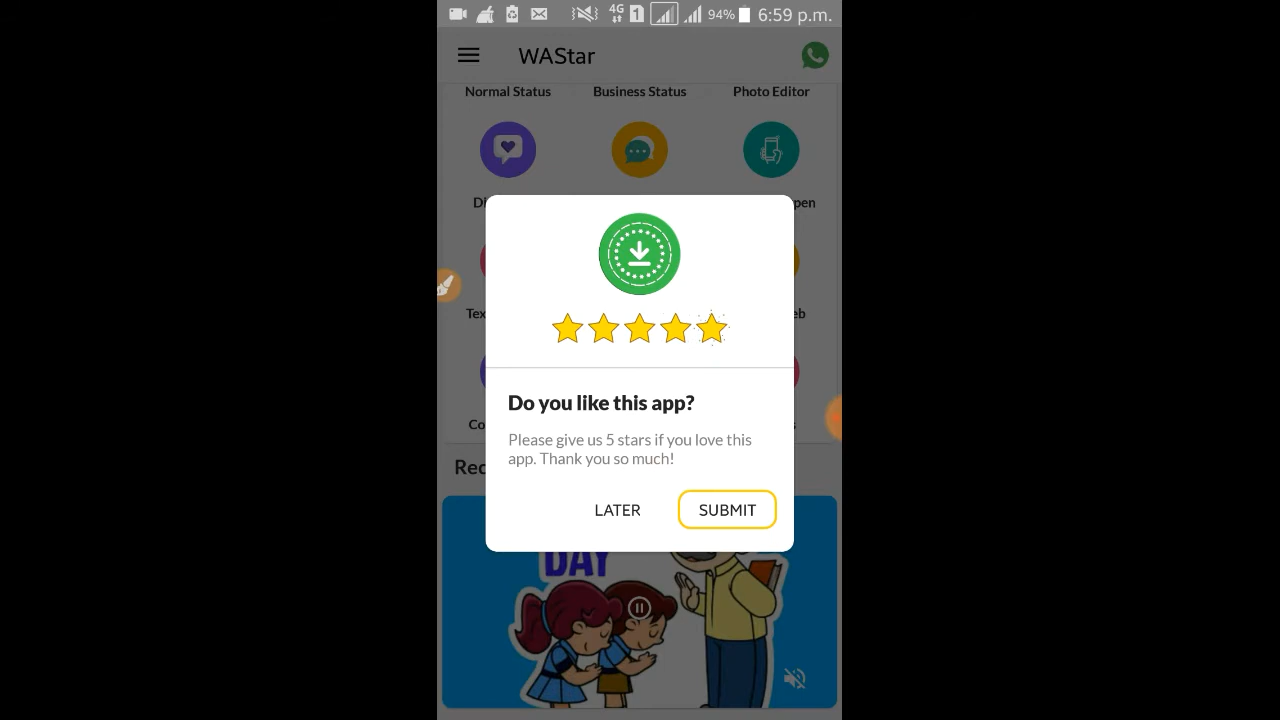 4G 1 94% 6:59 p.m.
WAStar
Normal Status Business Status Photo Editor
Do you like this app?
Please give us 5 stars if you love this
app. Thank you so much!
LATER SUBMIT
DAY